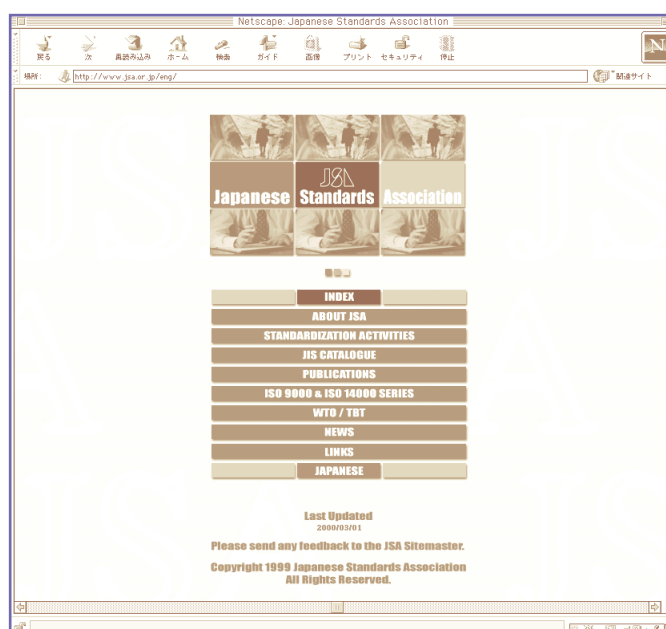 Netscape: Japanese Standards Association
戻る 次 再読み込み ホーム 検索 ガイド 画像 プリント セキュリティ 停止
N
場所: http://www.jsa.or.jp/eng/ 関連サイト
JSA
Japanese Standards Association
INDEX
ABOUT JSA
STANDARDIZATION ACTIVITIES
JIS CATALOGUE
PUBLICATIONS
ISO 9000 & ISO 14000 SERIES
WTO / TBT
NEWS
LINKS
JAPANESE
Last Updated
2000/03/01
Please send any feedback to the JSA Sitemaster.
Copyright 1999 Japanese Standards Association
All Rights Reserved.